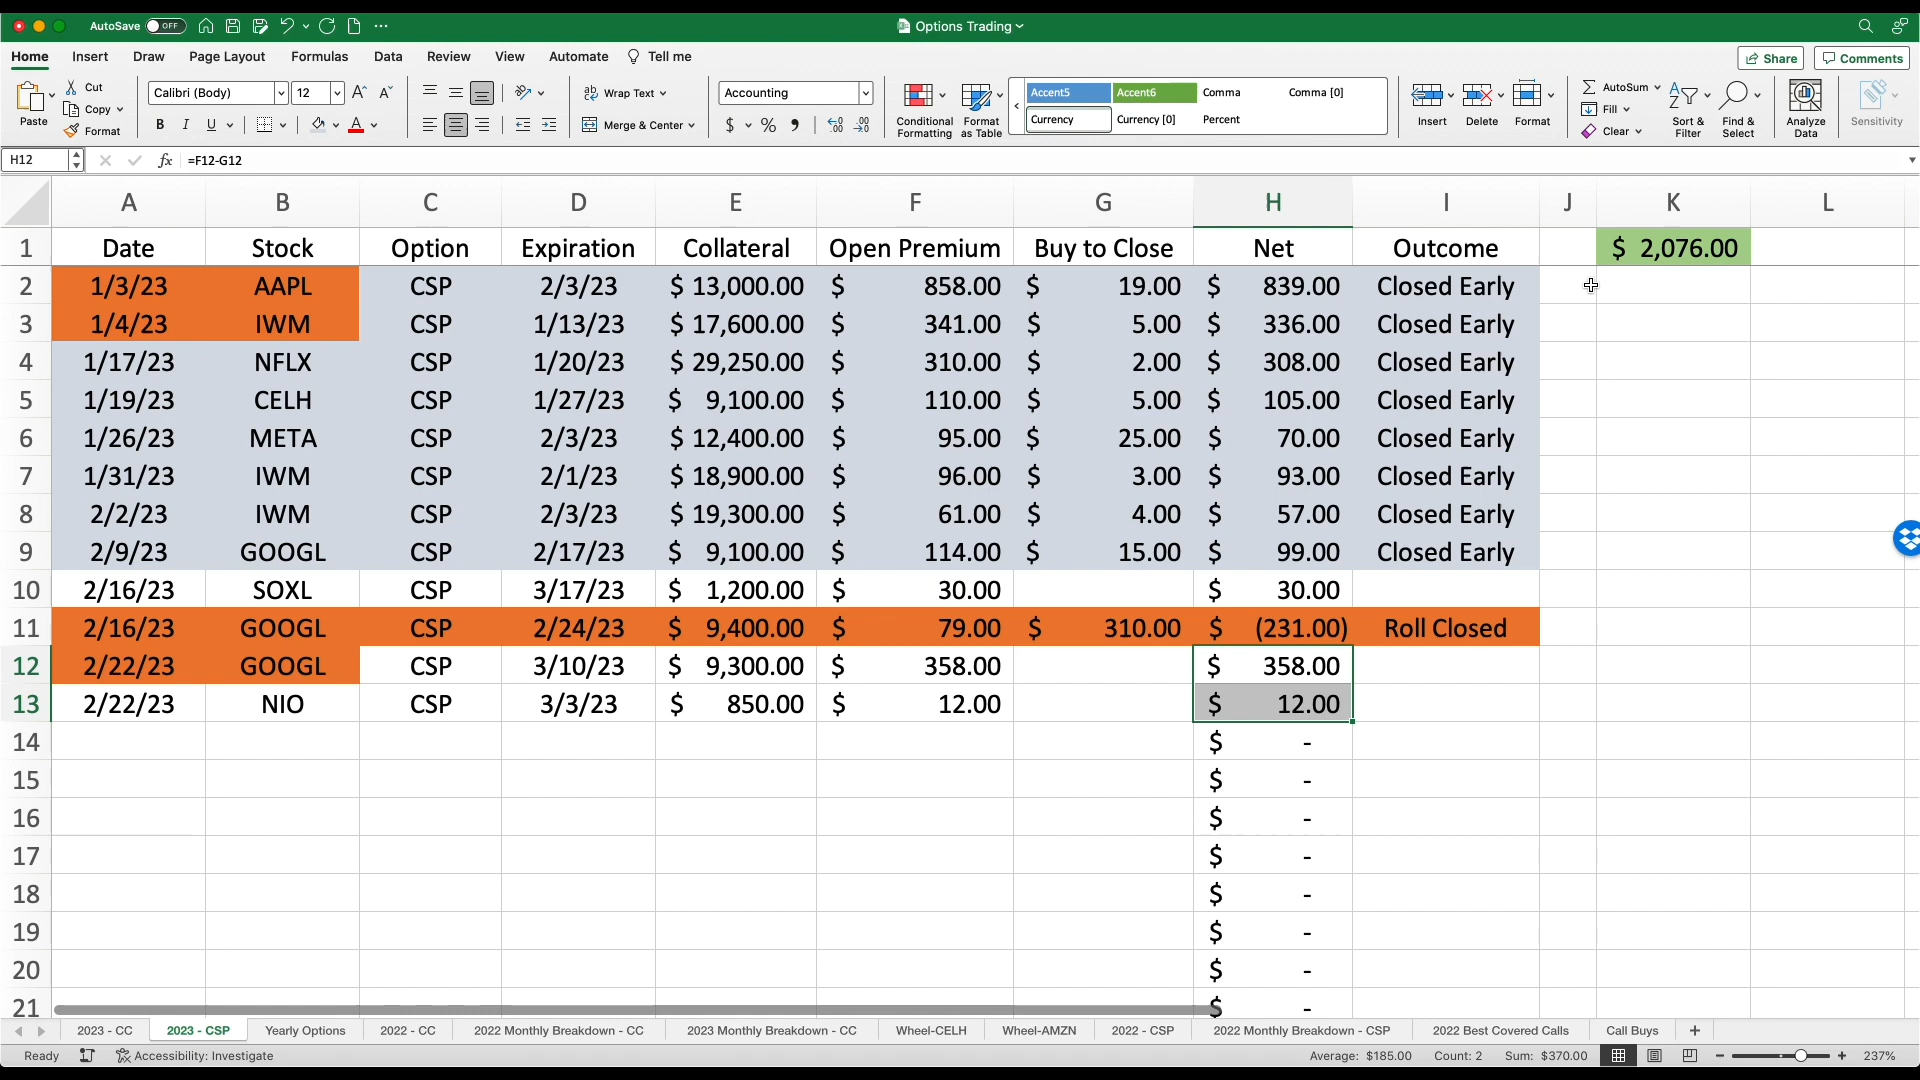 AutoSave OFF Options Trading
Home Insert Draw Page Layout Formulas Data Review View Automate Tell me Share Comments
Paste Cut Copy Format
Calibri (Body) 12 A^ A˅
B I U A
Wrap Text
Merge & Center
Accounting
$ %
Conditional Formatting
Format as Table
Accent5 Accent6 Comma Comma [0]
Currency Currency [0] Percent
Insert Delete Format
AutoSum
Fill
Clear
Sort & Filter
Find & Select
Analyze Data
Sensitivity
H12 fx =F12-G12
A B C D E F G H I J K L
1 Date Stock Option Expiration Collateral Open Premium Buy to Close Net Outcome $ 2,076.00
2 1/3/23 AAPL CSP 2/3/23 $ 13,000.00 $ 858.00 $ 19.00 $ 839.00 Closed Early
3 1/4/23 IWM CSP 1/13/23 $ 17,600.00 $ 341.00 $ 5.00 $ 336.00 Closed Early
4 1/17/23 NFLX CSP 1/20/23 $ 29,250.00 $ 310.00 $ 2.00 $ 308.00 Closed Early
5 1/19/23 CELH CSP 1/27/23 $ 9,100.00 $ 110.00 $ 5.00 $ 105.00 Closed Early
6 1/26/23 META CSP 2/3/23 $ 12,400.00 $ 95.00 $ 25.00 $ 70.00 Closed Early
7 1/31/23 IWM CSP 2/1/23 $ 18,900.00 $ 96.00 $ 3.00 $ 93.00 Closed Early
8 2/2/23 IWM CSP 2/3/23 $ 19,300.00 $ 61.00 $ 4.00 $ 57.00 Closed Early
9 2/9/23 GOOGL CSP 2/17/23 $ 9,100.00 $ 114.00 $ 15.00 $ 99.00 Closed Early
10 2/16/23 SOXL CSP 3/17/23 $ 1,200.00 $ 30.00 $ 30.00
11 2/16/23 GOOGL CSP 2/24/23 $ 9,400.00 $ 79.00 $ 310.00 $ (231.00) Roll Closed
12 2/22/23 GOOGL CSP 3/10/23 $ 9,300.00 $ 358.00 $ 358.00
13 2/22/23 NIO CSP 3/3/23 $ 850.00 $ 12.00 $ 12.00
14 $ -
15 $ -
16 $ -
17 $ -
18 $ -
19 $ -
20 $ -
21 $ -
2023 - CC 2023 - CSP Yearly Options 2022 - CC 2022 Monthly Breakdown - CC 2023 Monthly Breakdown - CC Wheel-CELH Wheel-AMZN 2022 - CSP 2022 Monthly Breakdown - CSP 2022 Best Covered Calls Call Buys +
Ready Accessibility: Investigate Average: $185.00 Count: 2 Sum: $370.00 - + 237%